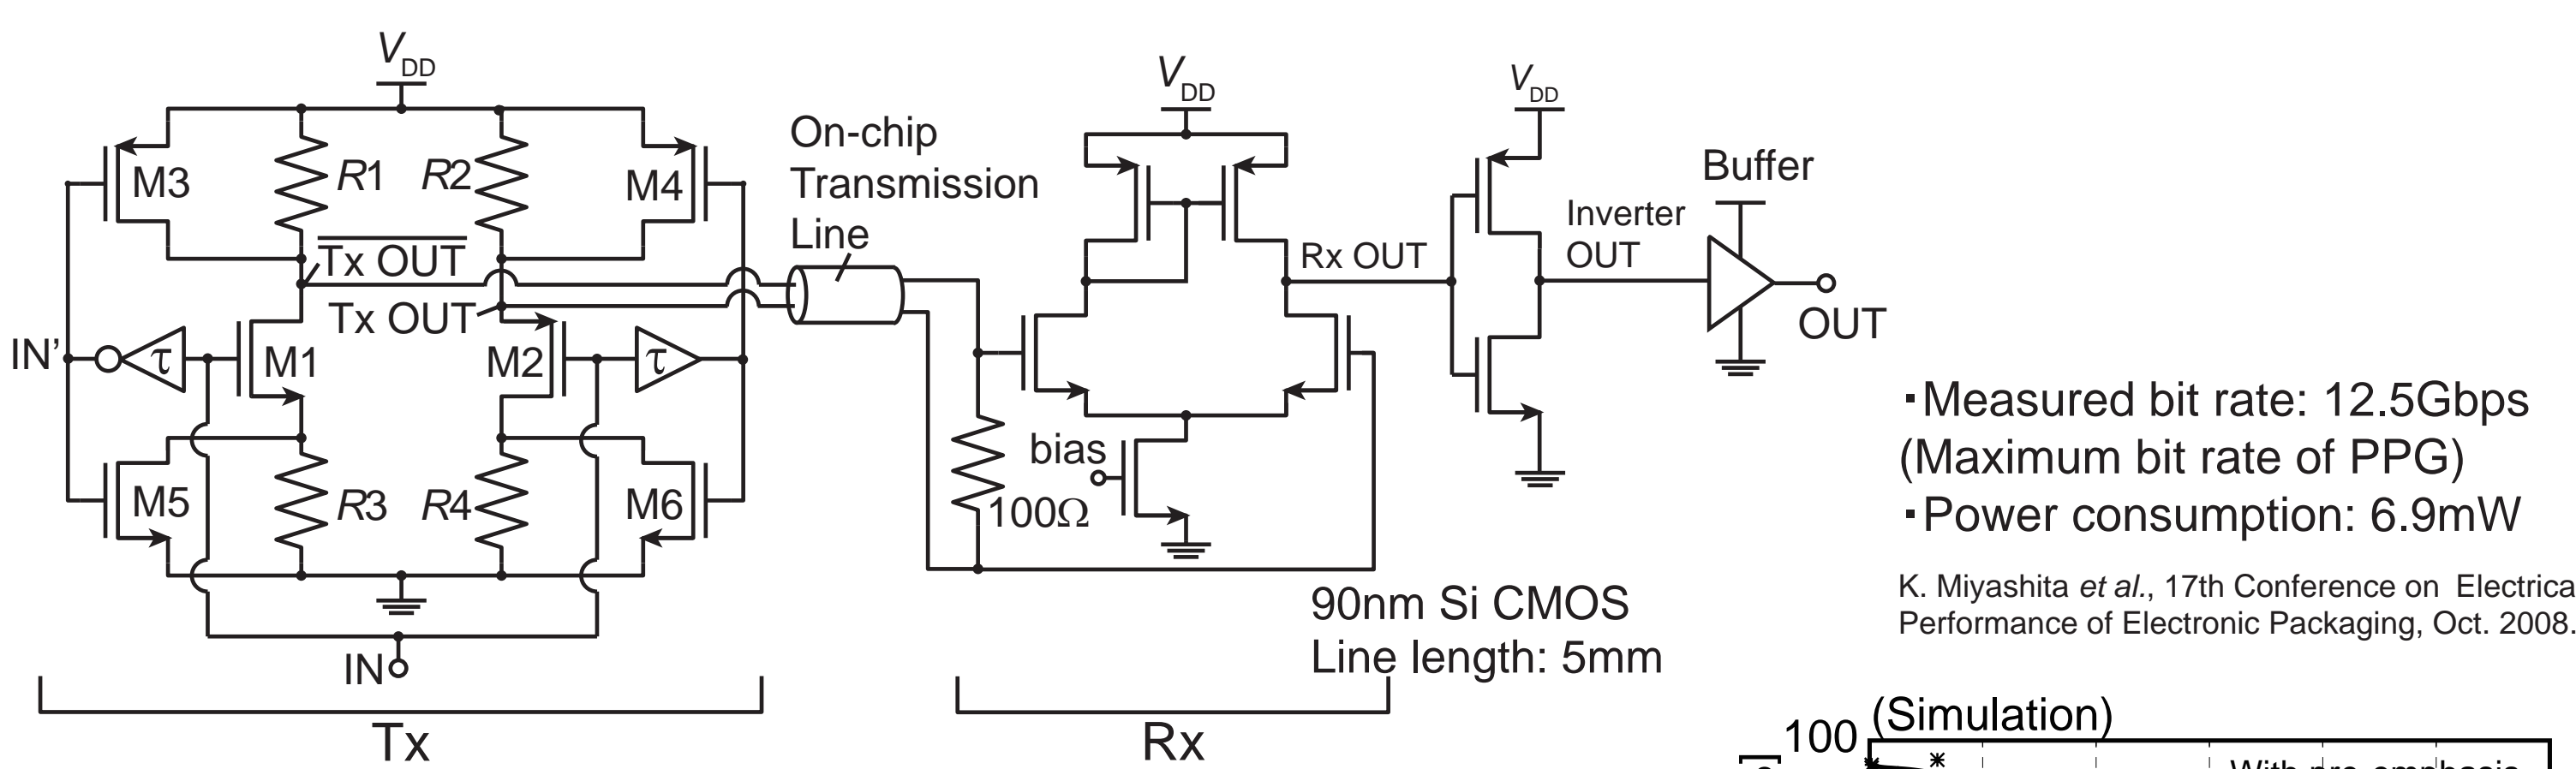 VDD
M3
R1
R2
M4
Tx OUT
Tx OUT
IN’
τ
M1
M2
τ
M5
R3
R4
M6
IN
Tx
On-chip
Transmission
Line
VDD
Rx OUT
bias
100Ω
Rx
VDD
Inverter
OUT
Buffer
OUT
90nm Si CMOS
Line length: 5mm
・Measured bit rate: 12.5Gbps
(Maximum bit rate of PPG)
・Power consumption: 6.9mW
K. Miyashita et al., 17th Conference on Electrica
Performance of Electronic Packaging, Oct. 2008.
(Simulation)
100
With pre-emphasis